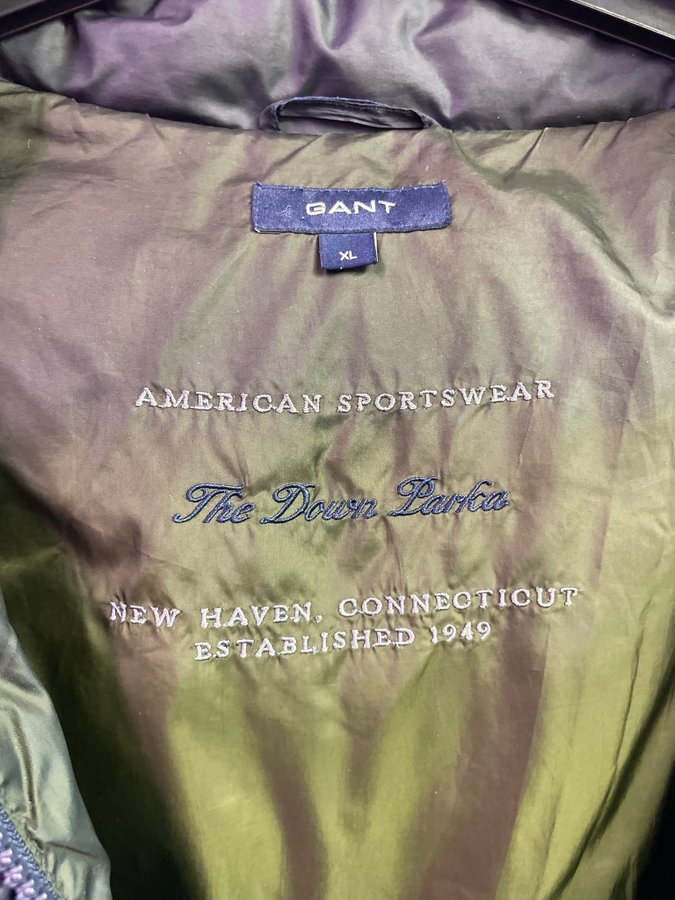 GANT
XL
AMERICAN SPORTSWEAR
The Down Parka
NEW HAVEN, CONNECTICUT
ESTABLISHED 1949